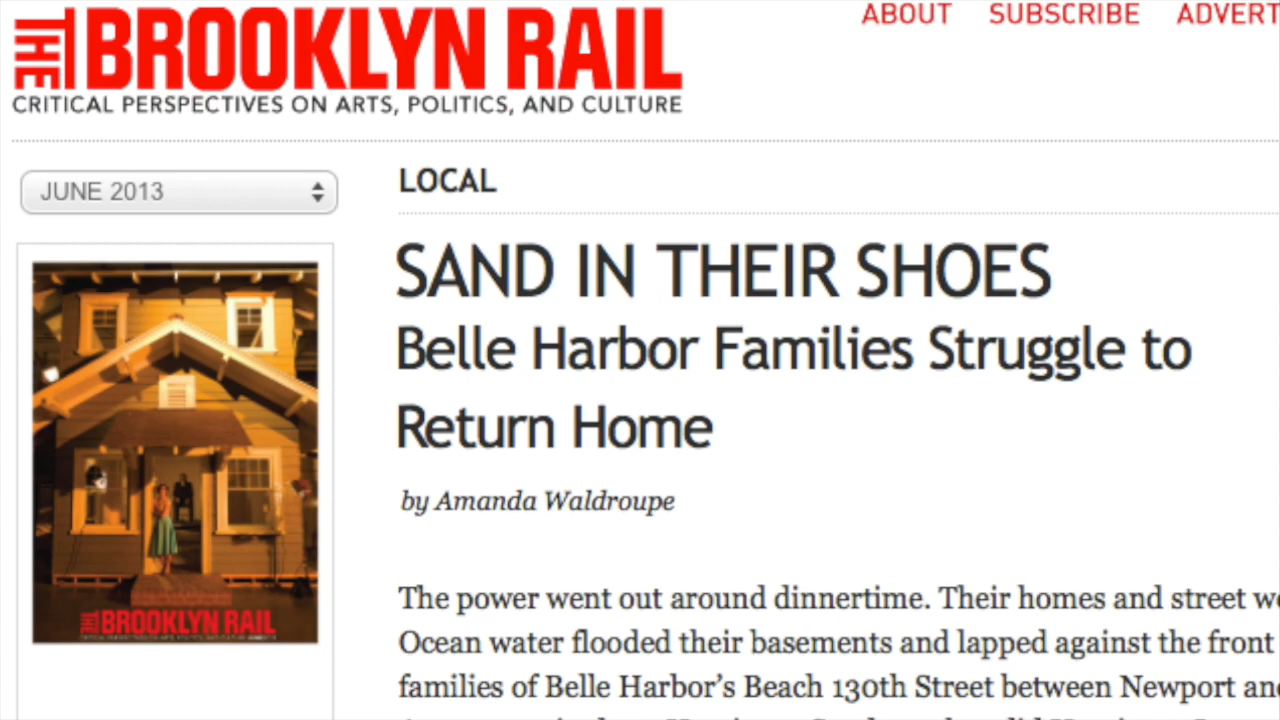 THE BROOKLYN RAIL
CRITICAL PERSPECTIVES ON ARTS, POLITICS, AND CULTURE
ABOUT SUBSCRIBE ADVERT
JUNE 2013
LOCAL
SAND IN THEIR SHOES
Belle Harbor Families Struggle to
Return Home
by Amanda Waldroupe
The power went out around dinnertime. Their homes and street
Ocean water flooded their basements and lapped against the front
families of Belle Harbor's Beach 130th Street between Newport
THE BROOKLYN RAIL